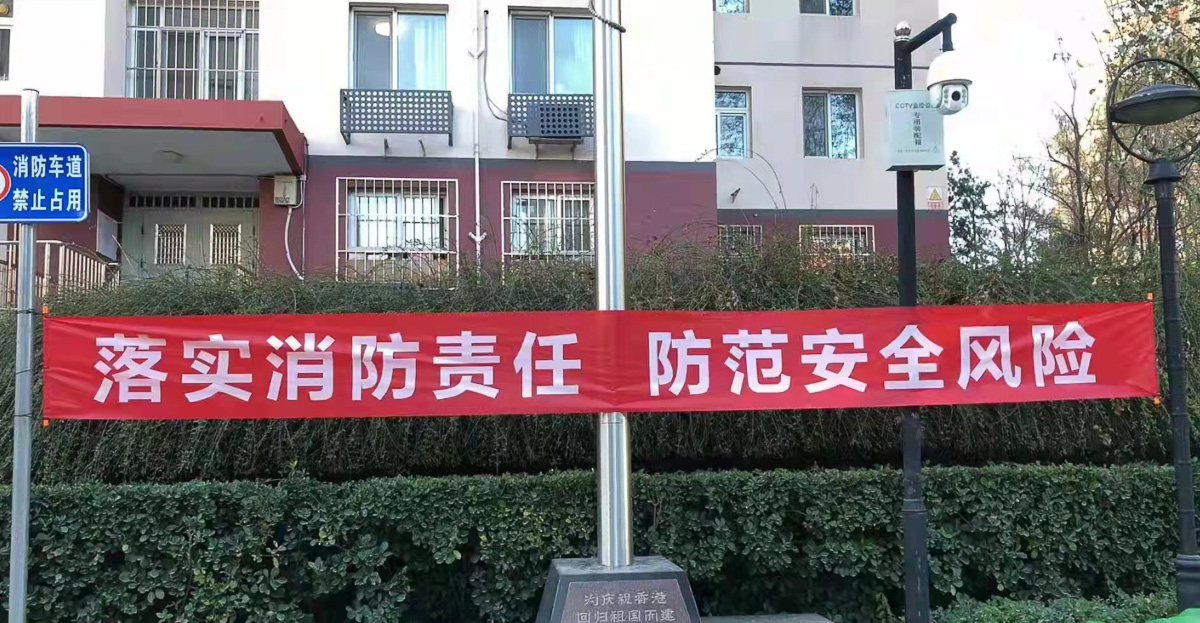 消防车道
禁止占用
CCTV监控设
专用装配箱
落实消防责任 防范安全风险
为庆祝香港
回归祖国而建